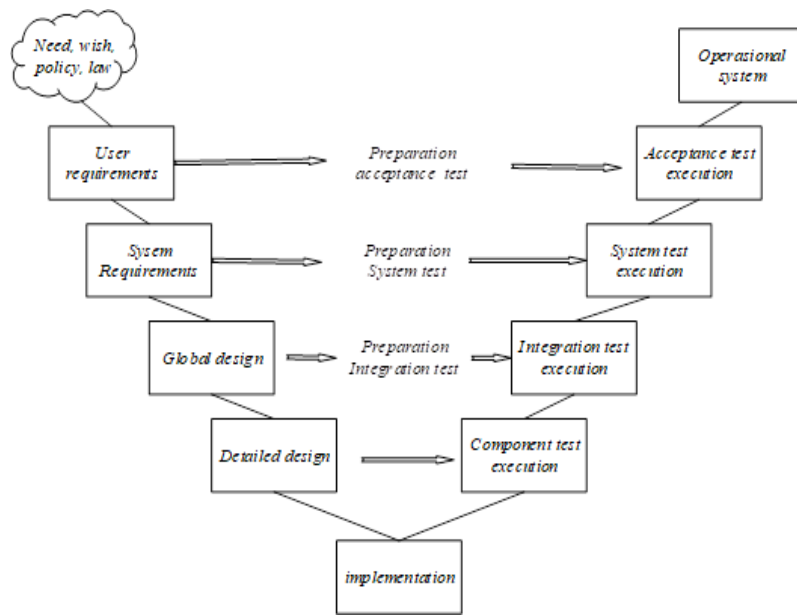 Need, wish,
policy, law
Operasional
system
User
requirements
Preparation
acceptance test
Acceptance test
execution
Sysem
Requirements
Preparation
System test
System test
execution
Global design
Preparation
Integration test
Integration test
execution
Detailed design
Component test
execution
implementation